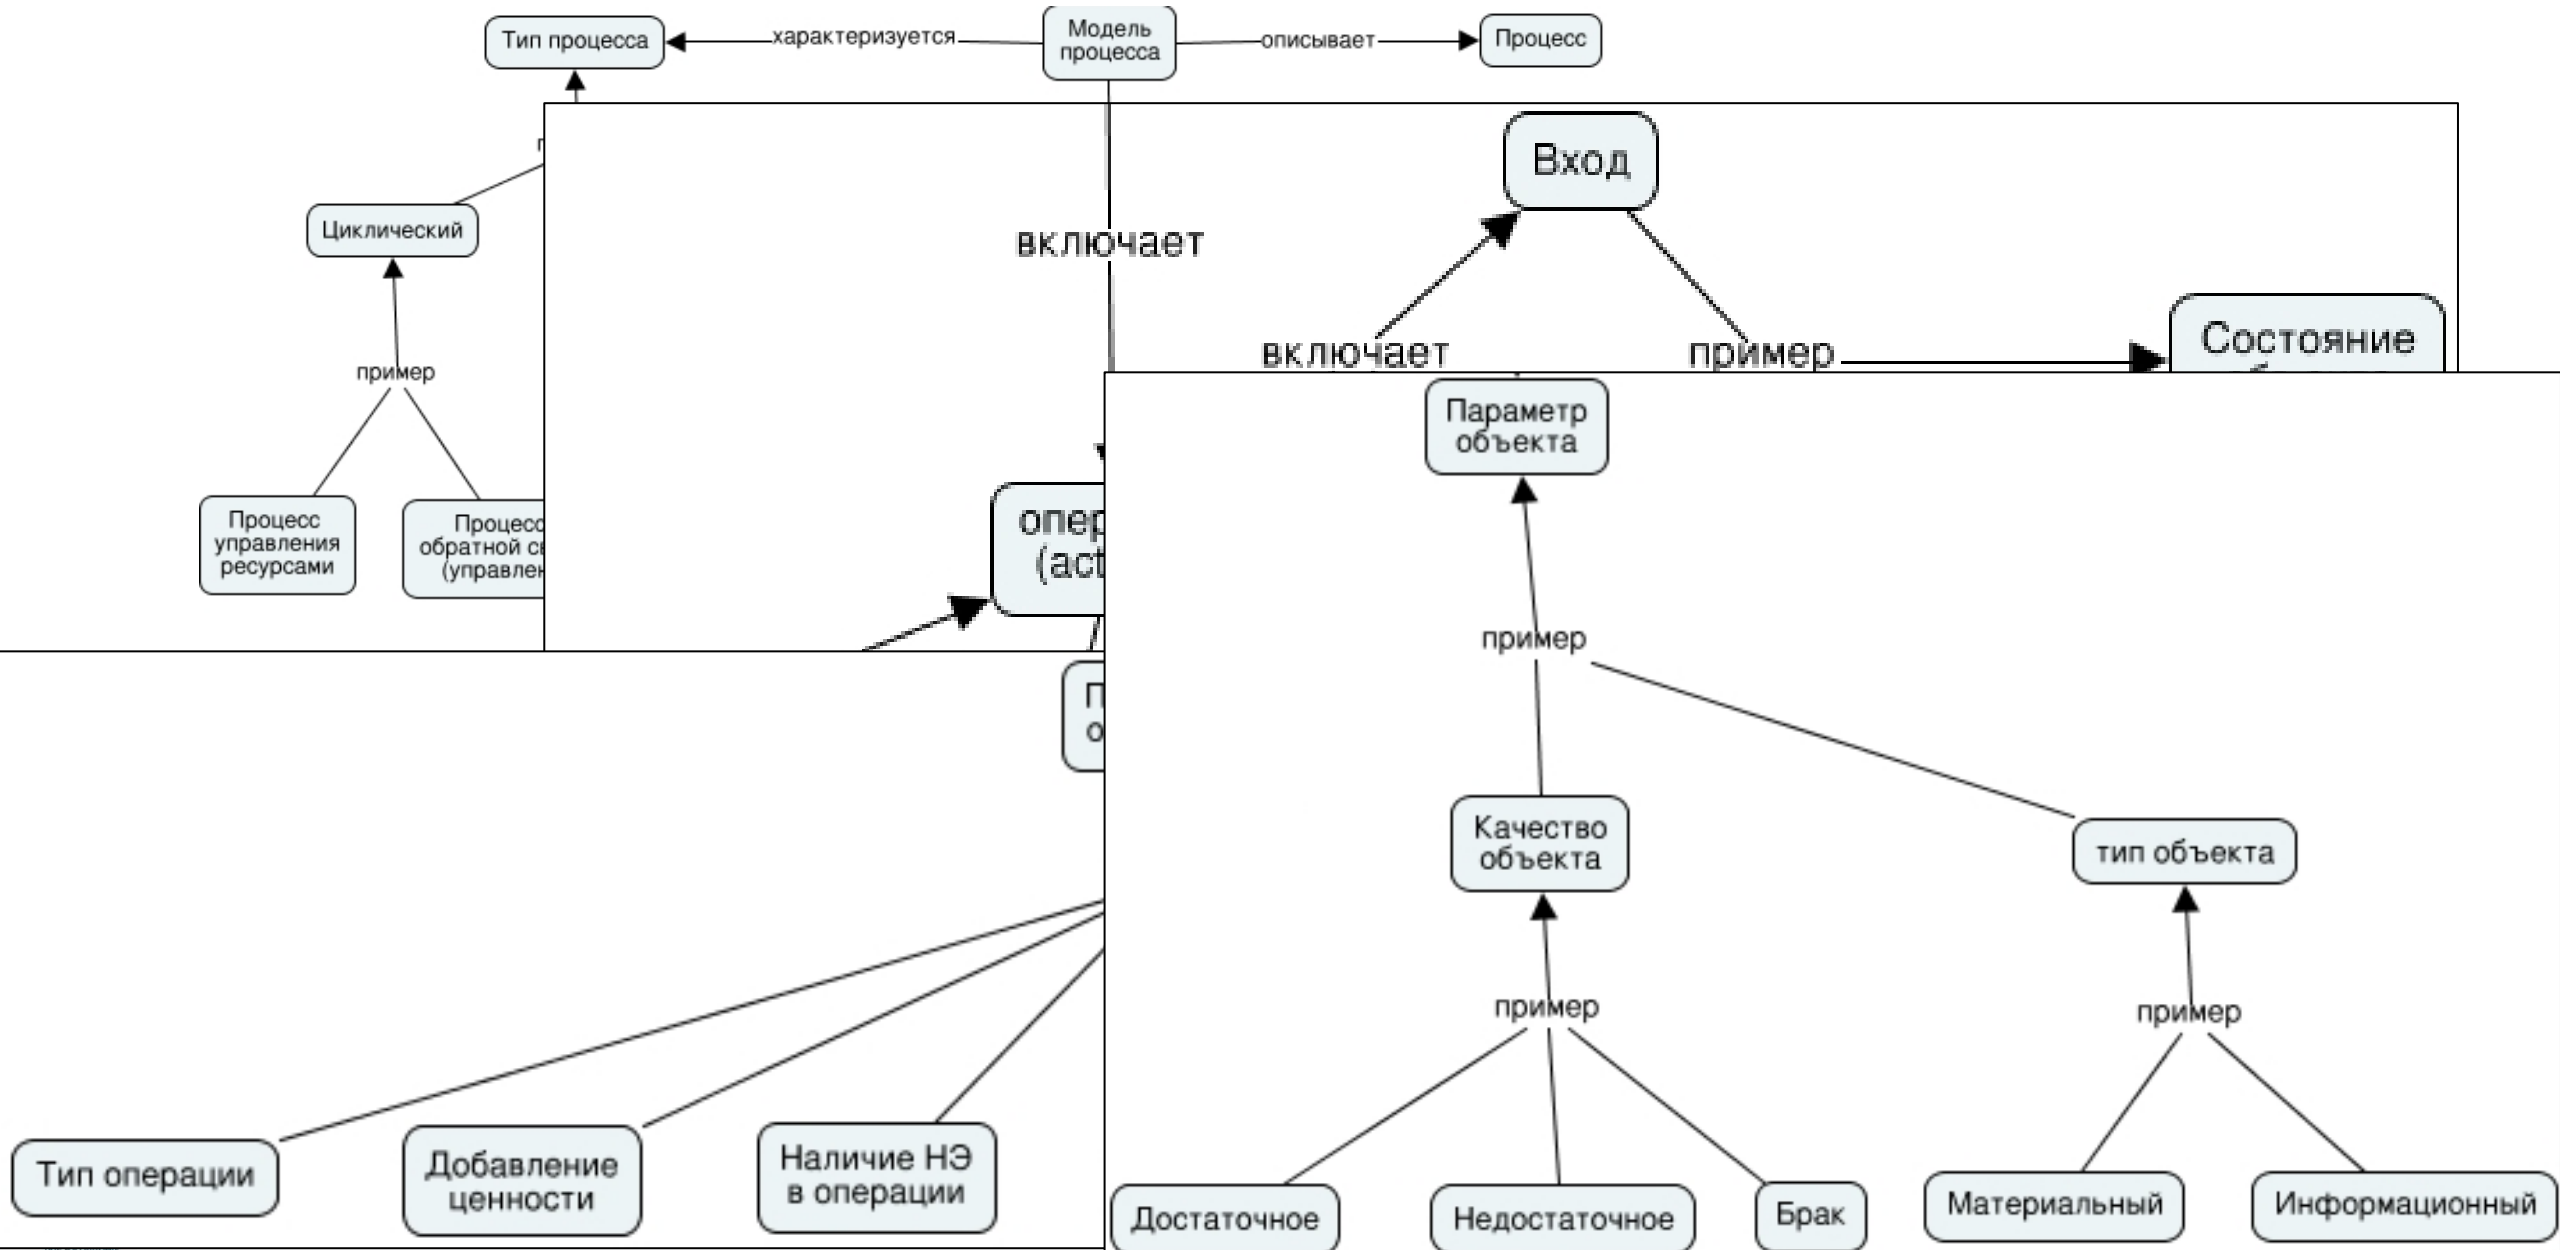 Тип процесса
характеризуется
Модель
процесса
описывает
Процесс
Вход
Циклический
включает
включает
пример
Состояние
пример
Процесс
управления
ресурсами
Процесс
обратной
Параметр
объекта
пример
Качество
объекта
тип объекта
пример
пример
Тип операции
Добавление
ценности
Наличие НЭ
в операции
Достаточное
Недостаточное
Брак
Материальный
Информационный